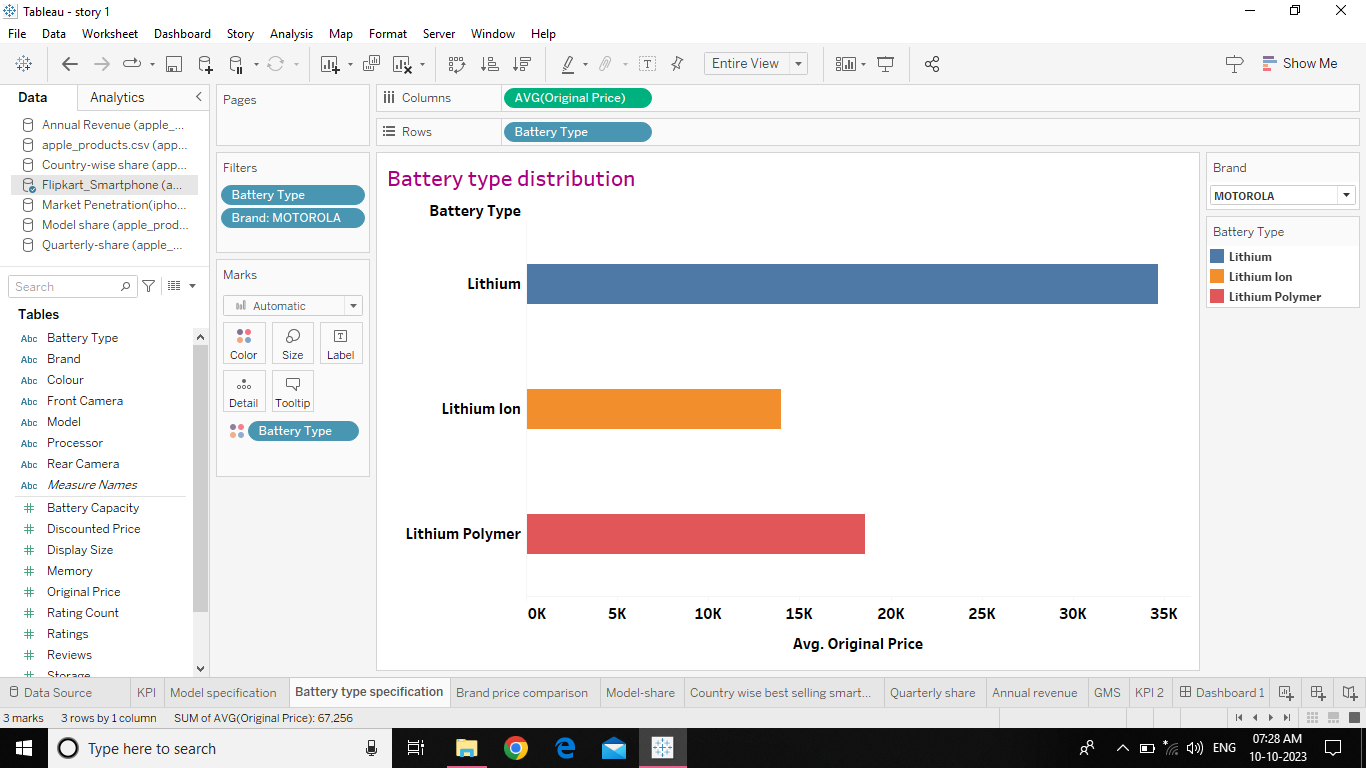 Tableau - story 1
File Data Worksheet Dashboard Story Analysis Map Format Server Window Help
Entire View
Show Me
Data Analytics
Annual Revenue (apple_...
apple_products.csv (app...
Country-wise share (app...
Flipkart_Smartphone (a...
Market Penetration(ipho...
Model share (apple_prod...
Quarterly-share (apple_...
Search
Tables
Abc Battery Type
Abc Brand
Abc Colour
Abc Front Camera
Abc Model
Abc Processor
Abc Rear Camera
Abc Measure Names
# Battery Capacity
# Discounted Price
# Display Size
# Memory
# Original Price
# Rating Count
# Ratings
# Reviews
# Storage
Pages
Filters
Battery Type
Brand: MOTOROLA
Marks
Automatic
Color Size Label
Detail Tooltip
Battery Type
Columns AVG(Original Price)
Rows Battery Type
Battery type distribution
Battery Type
Lithium
Lithium Ion
Lithium Polymer
0K 5K 10K 15K 20K 25K 30K 35K
Avg. Original Price
Brand
MOTOROLA
Battery Type
Lithium
Lithium Ion
Lithium Polymer
Data Source KPI Model specification Battery type specification Brand price comparison Model-share Country wise best selling smart... Quarterly share Annual revenue GMS KPI 2 Dashboard 1
3 marks 3 rows by 1 column SUM of AVG(Original Price): 67,256
Type here to search
ENG
07:28 AM
10-10-2023